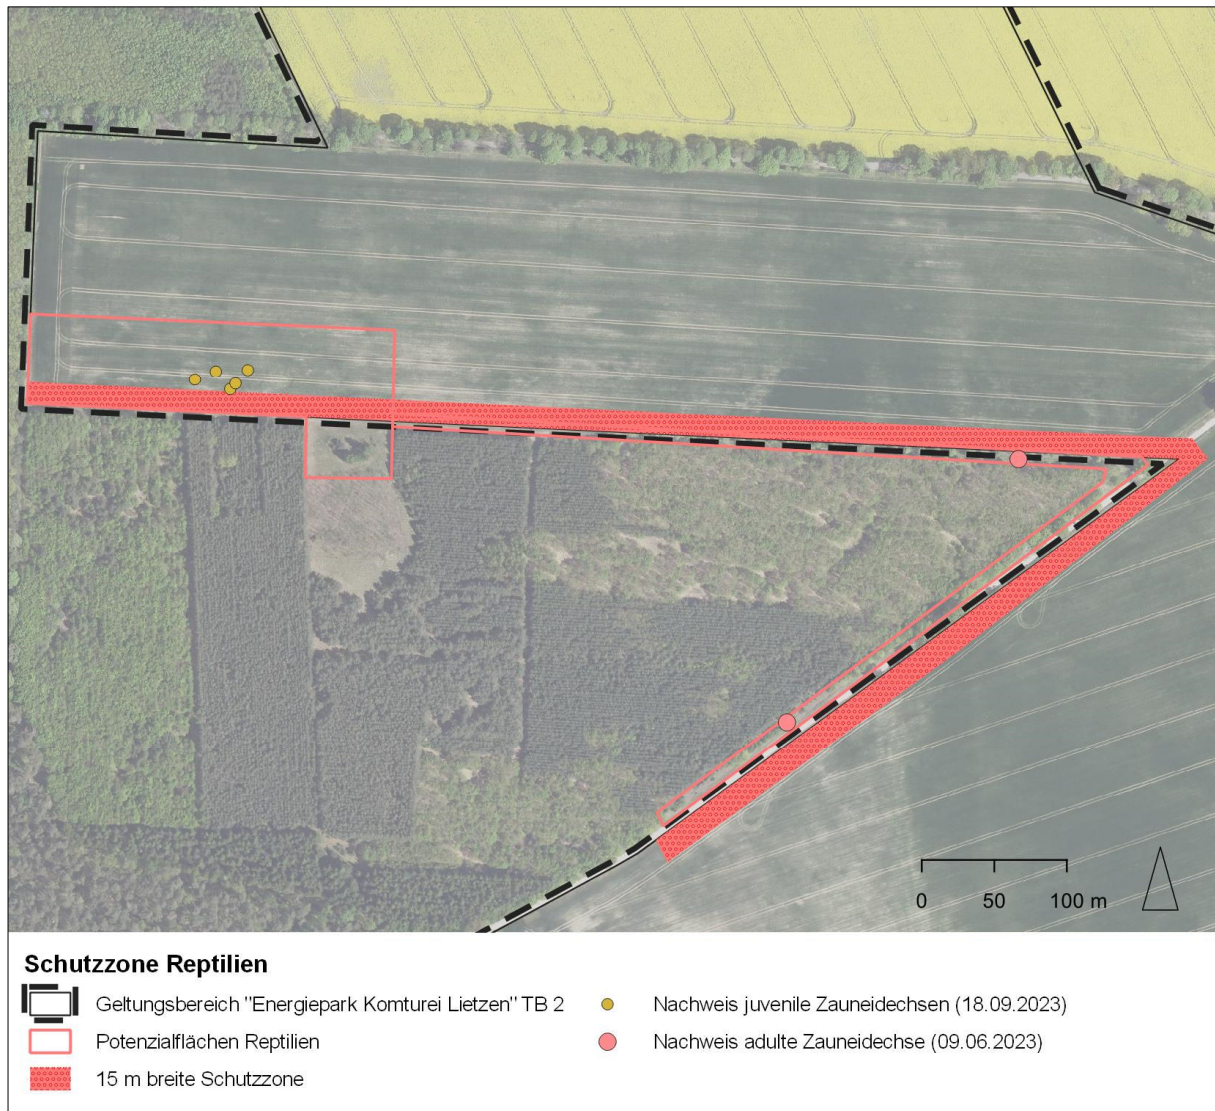 0 50 100 m
Schutzzone Reptilien
Geltungsbereich "Energiepark Komturei Lietzen" TB 2
Potenzialflächen Reptilien
15 m breite Schutzzone
Nachweis juvenile Zauneidechsen (18.09.2023)
Nachweis adulte Zauneidechse (09.06.2023)